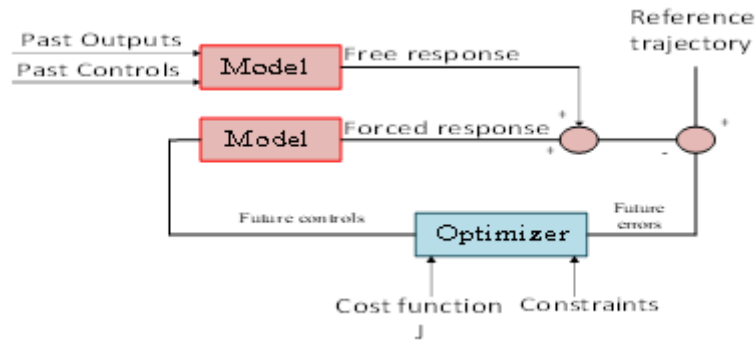 Reference
trajectory
Past Outputs
Past Controls
Model
Free response
+
Model
Forced response
+
-
+
Future controls
Optimizer
Future
errors
Cost function
J
Constraints